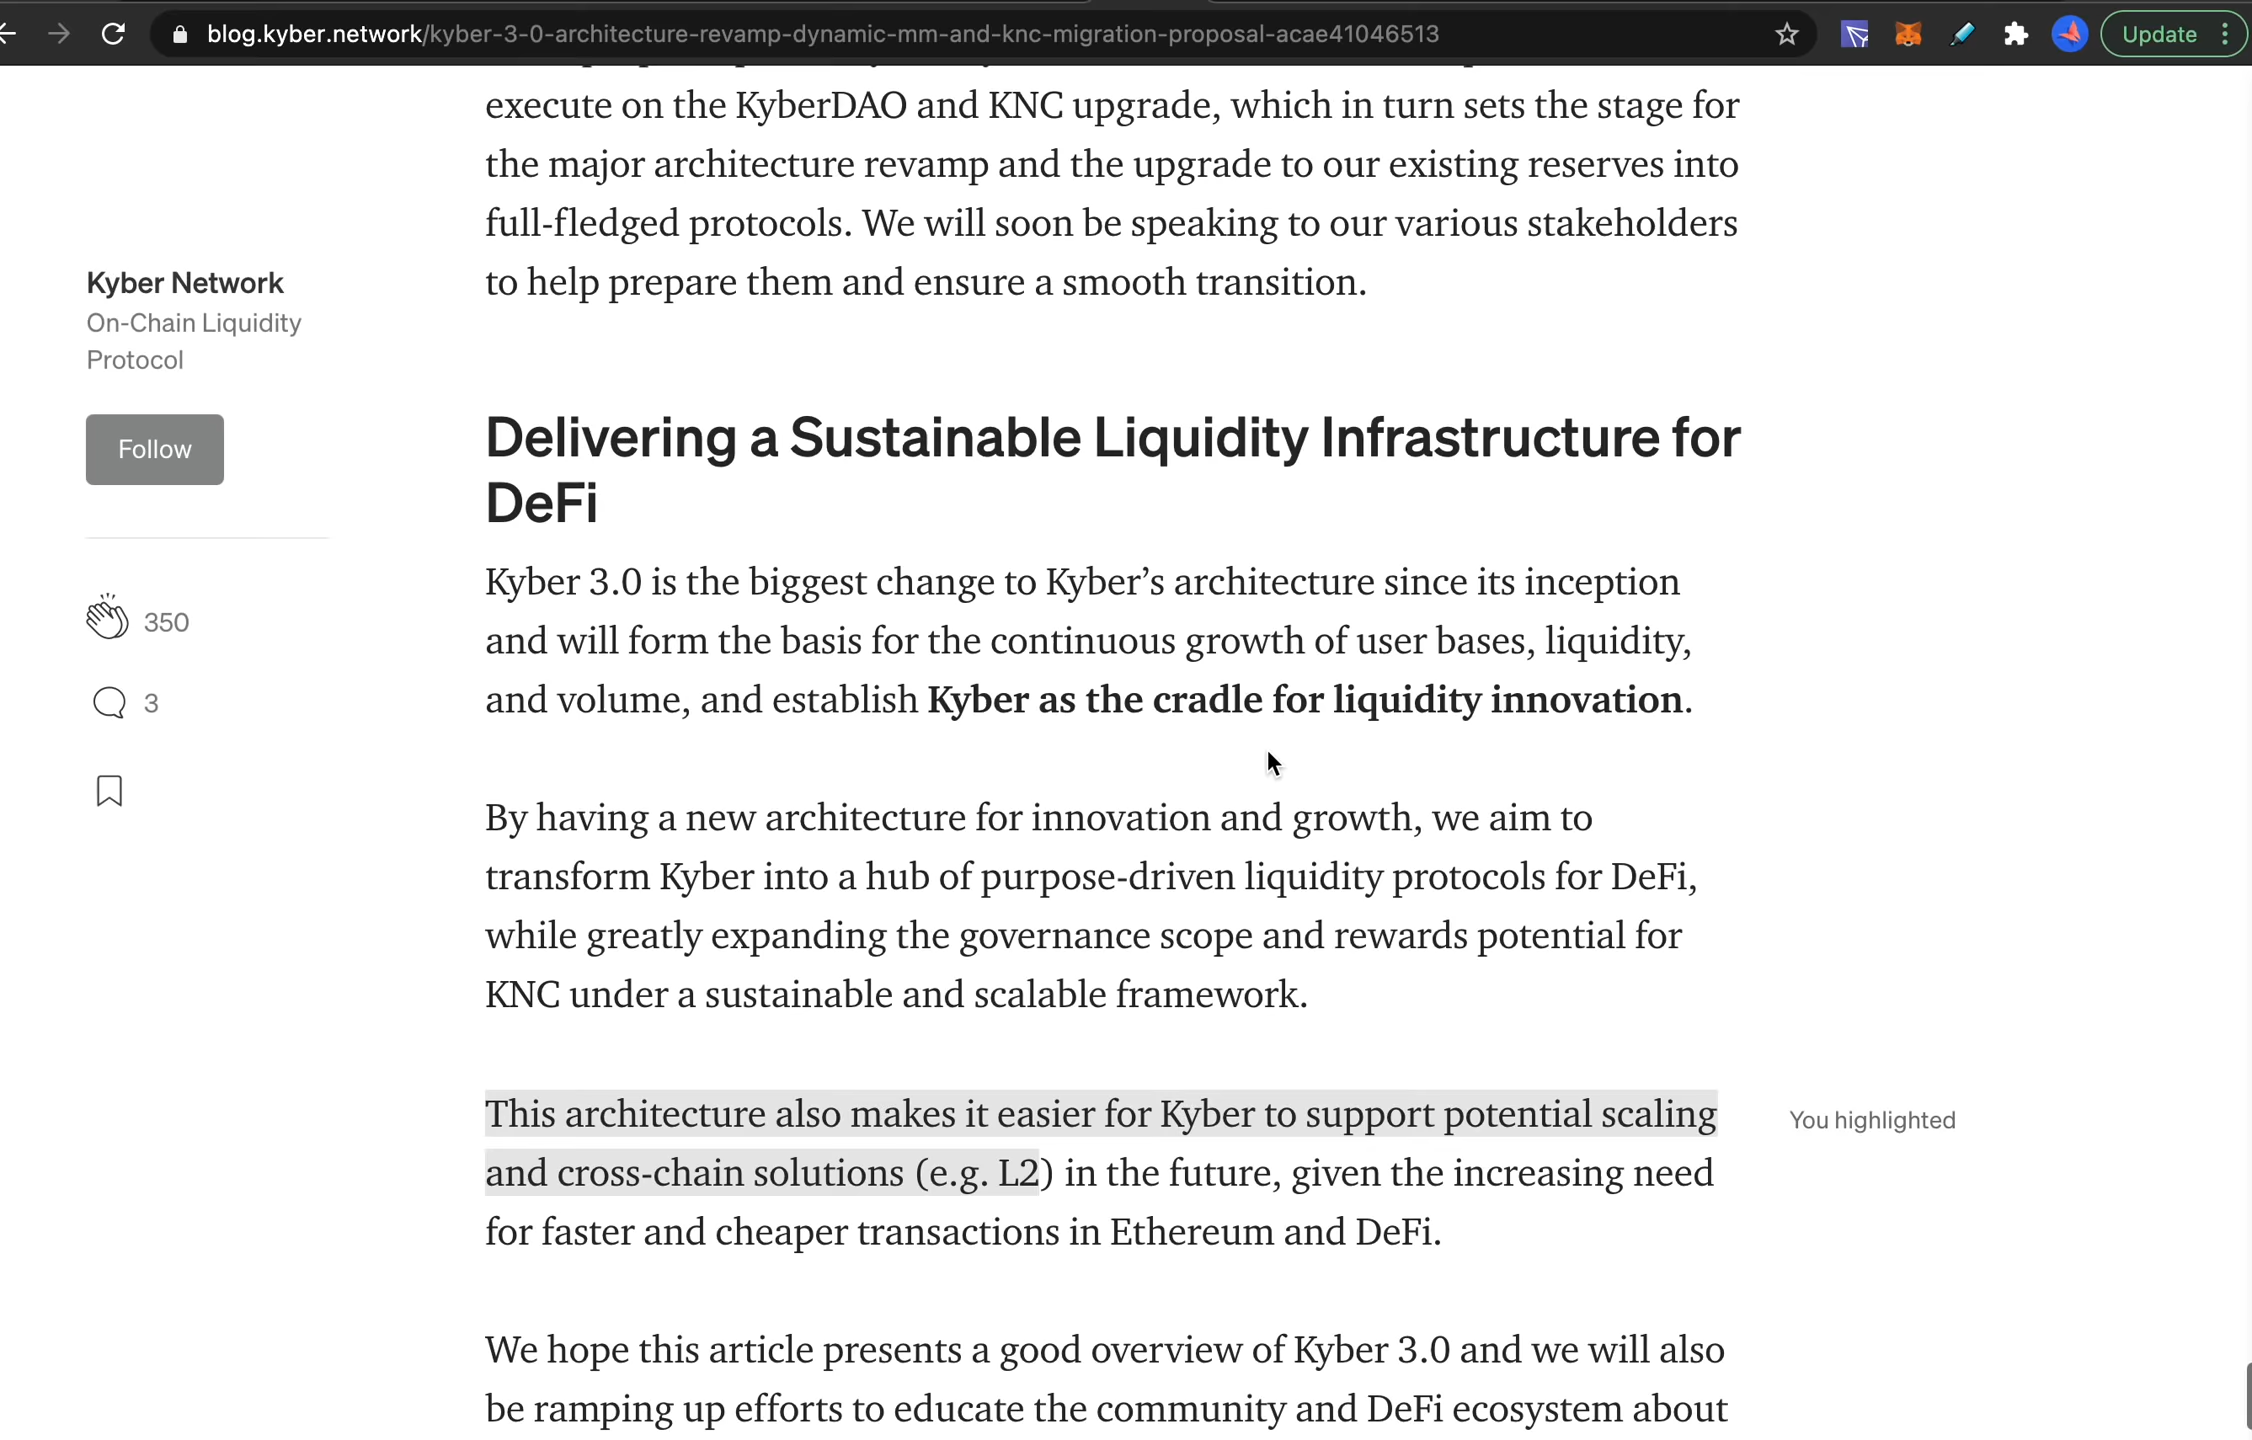 blog.kyber.network/kyber-3-0-architecture-revamp-dynamic-mm-and-knc-migration-proposal-acae41046513
Update
execute on the KyberDAO and KNC upgrade, which in turn sets the stage for
the major architecture revamp and the upgrade to our existing reserves into
full-fledged protocols. We will soon be speaking to our various stakeholders
to help prepare them and ensure a smooth transition.
Kyber Network
On-Chain Liquidity
Protocol
Follow
350
3
Delivering a Sustainable Liquidity Infrastructure for
DeFi
Kyber 3.0 is the biggest change to Kyber’s architecture since its inception
and will form the basis for the continuous growth of user bases, liquidity,
and volume, and establish Kyber as the cradle for liquidity innovation.
By having a new architecture for innovation and growth, we aim to
transform Kyber into a hub of purpose-driven liquidity protocols for DeFi,
while greatly expanding the governance scope and rewards potential for
KNC under a sustainable and scalable framework.
This architecture also makes it easier for Kyber to support potential scaling
and cross-chain solutions (e.g. L2) in the future, given the increasing need
for faster and cheaper transactions in Ethereum and DeFi.
You highlighted
We hope this article presents a good overview of Kyber 3.0 and we will also
be ramping up efforts to educate the community and DeFi ecosystem about